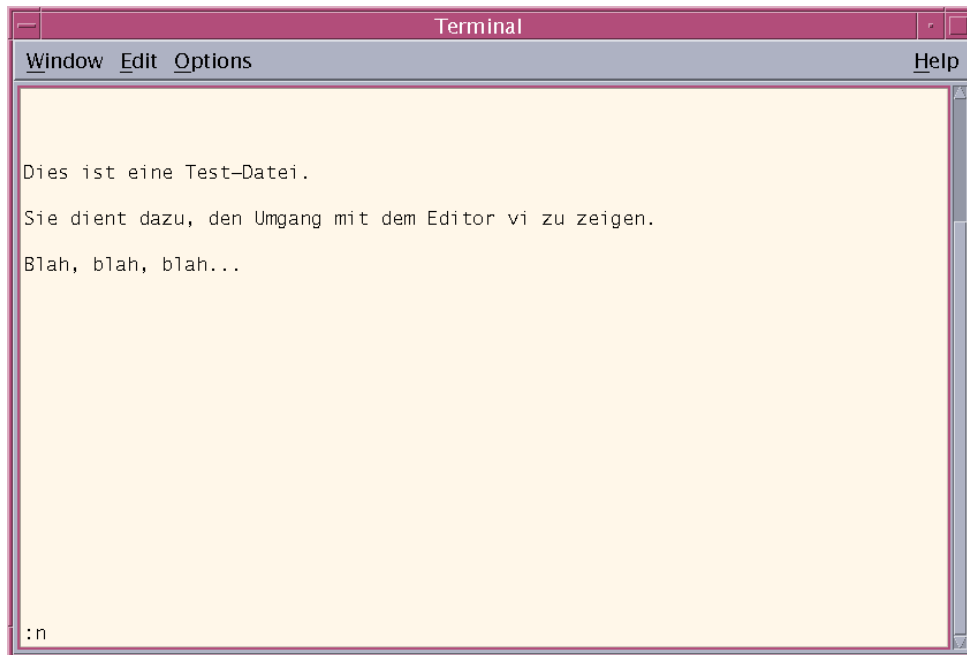 Terminal
Window Edit Options Help
Dies ist eine Test-Datei.
Sie dient dazu, den Umgang mit dem Editor vi zu zeigen.
Blah, blah, blah...
:n